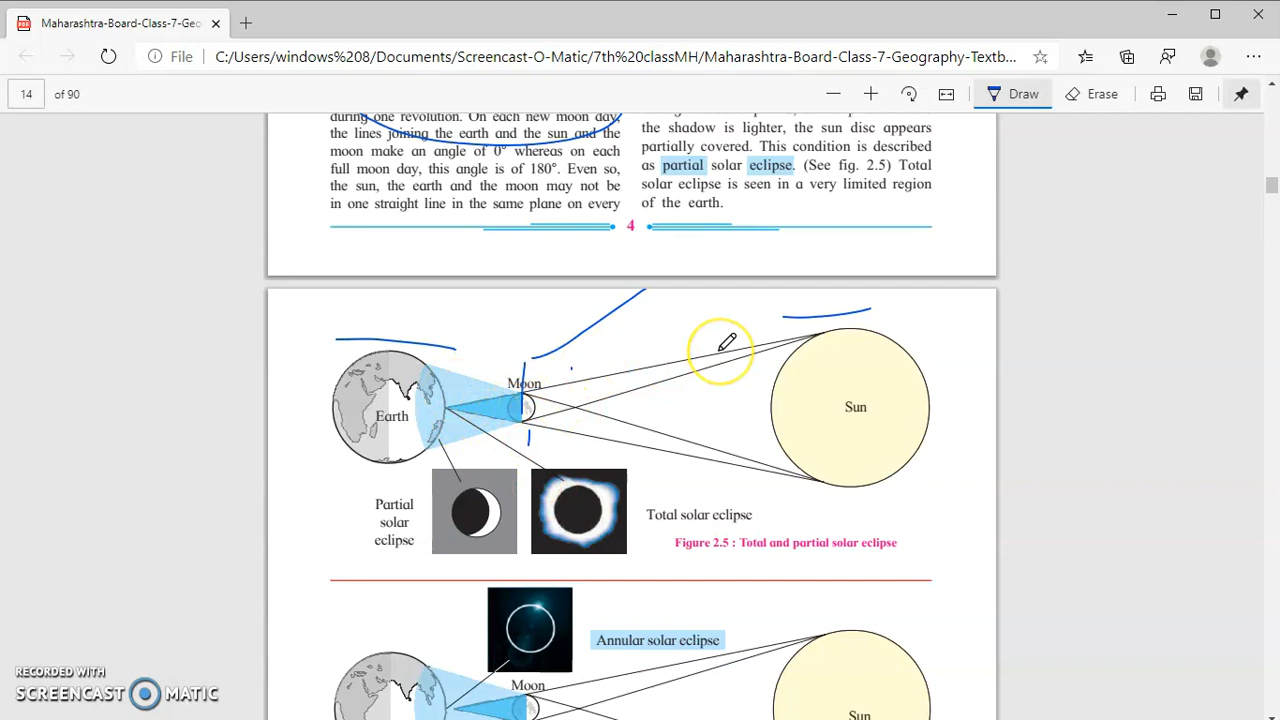 Maharashtra-Board-Class-7-Geo
File
C:/Users/windows%208/Documents/Screencast-O-Matic/7th%20classMH/Maharashtra-Board-Class-7-Geography-Textb...
14 of 90
Draw
Erase
during one revolution. On each new moon day,
the lines joining the earth and the sun and the
moon make an angle of 0° whereas on each
full moon day, this angle is of 180°. Even so,
the sun, the earth and the moon may not be
in one straight line in the same plane on every
the shadow is lighter, the sun disc appears
partially covered. This condition is described
as partial solar eclipse. (See fig. 2.5) Total
solar eclipse is seen in a very limited region
of the earth.
4
Moon
Earth
Sun
Partial
solar
eclipse
Total solar eclipse
Figure 2.5 : Total and partial solar eclipse
Annular solar eclipse
Moon
Sun
RECORDED WITH
SCREENCAST MATIC